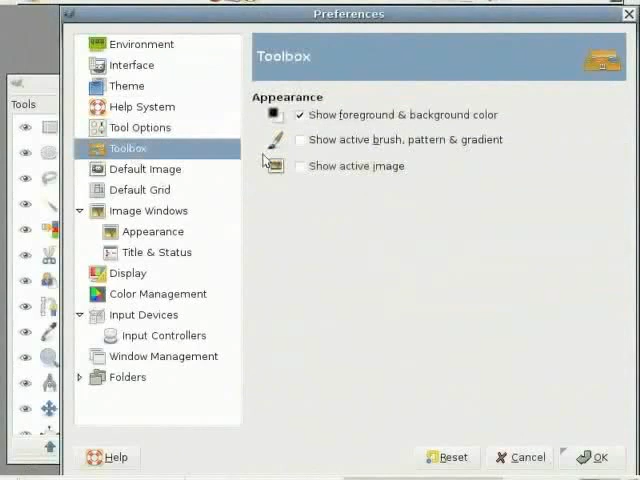 Preferences
Tools
Environment
Interface
Theme
Help System
Tool Options
Toolbox
Default Image
Default Grid
Image Windows
Appearance
Title & Status
Display
Color Management
Input Devices
Input Controllers
Window Management
Folders
Toolbox
Appearance
Show foreground & background color
Show active brush, pattern & gradient
Show active image
Help
Reset
Cancel
OK